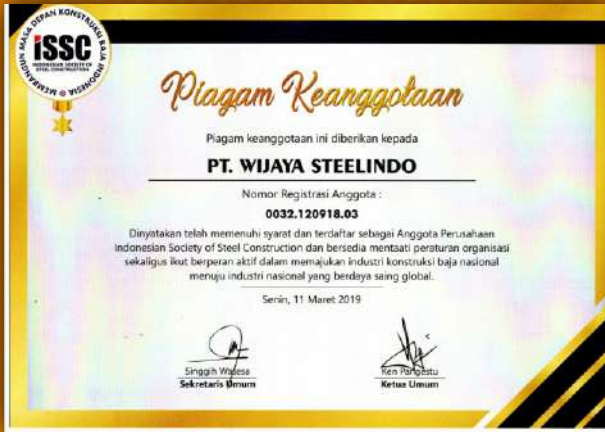 MEMBANGUN MASA DEPAN KONSTRUKSI BAJA INDONESIA
ISSC
INDONESIAN SOCIETY OF
STEEL CONSTRUCTION
Piagam Keanggotaan
Piagam keanggotaan ini diberikan kepada
PT. WIJAYA STEELINDO
Nomor Registrasi Anggota :
0032.120918.03
Dinyatakan telah memenuhi syarat dan terdaftar sebagai Anggota Perusahaan
Indonesian Society of Steel Construction dan bersedia mentaati peraturan organisasi
sekaligus ikut berperan aktif dalam memajukan industri konstruksi baja nasional
menuju industri nasional yang berdaya saing global.
Senin, 11 Maret 2019
Singgih Wajesa
Sekretaris Umum
Ken Pangestu
Ketua Umum